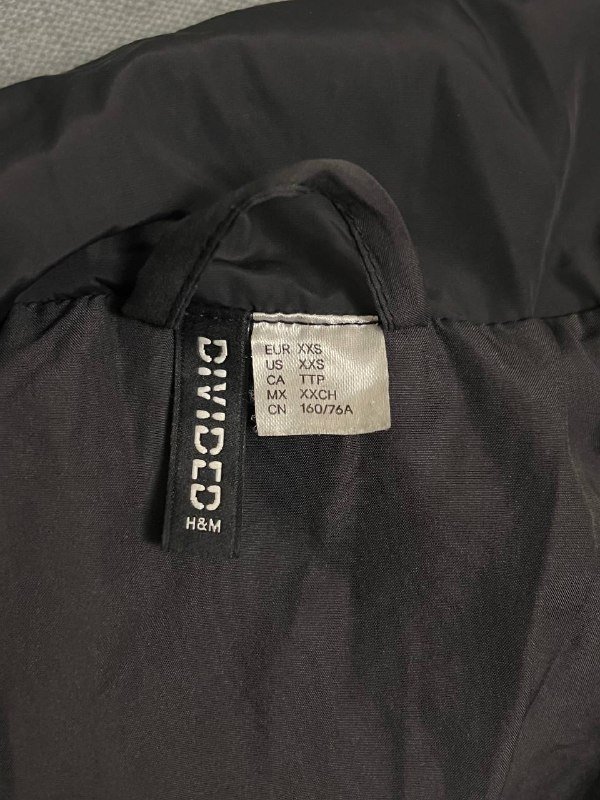 DIVIDED
H&M
EUR XXS
US XXS
CA TTP
MX XXCH
CN 160/76A